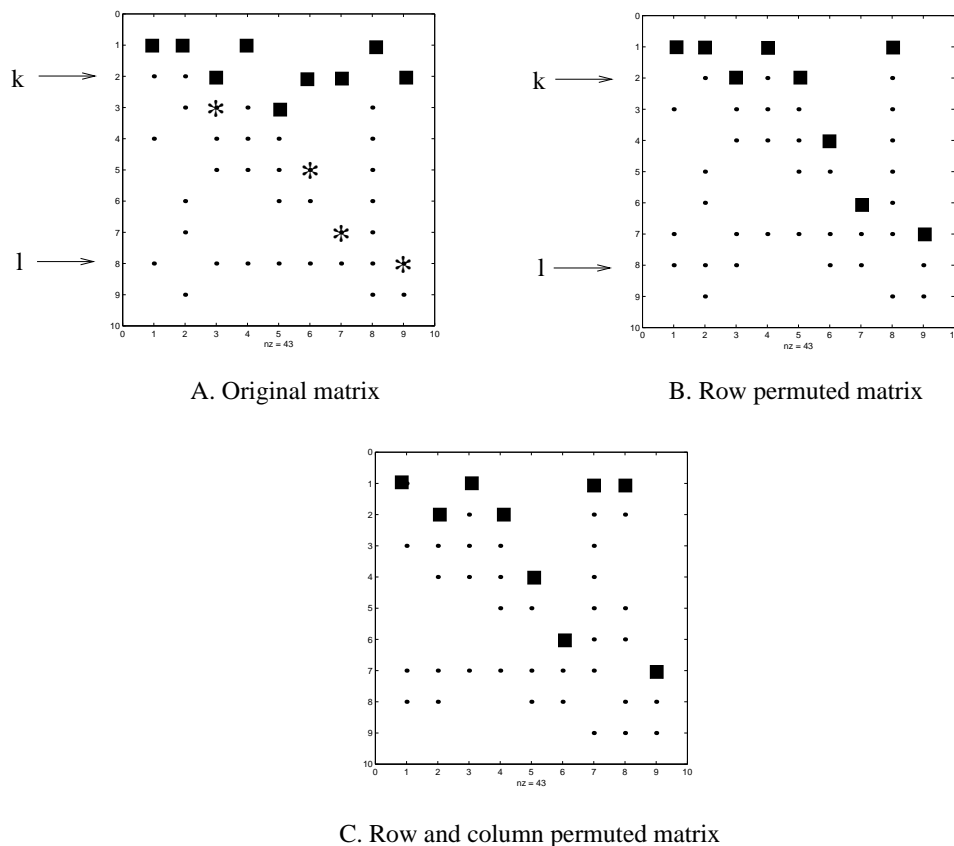 0
1
2
3
4
5
6
7
8
9
10
0 1 2 3 4 5 6 7 8 9 10
nz = 43
k
l
A. Original matrix
0
1
2
3
4
5
6
7
8
9
10
0 1 2 3 4 5 6 7 8 9
nz = 43
k
l
B. Row permuted matrix
0
1
2
3
4
5
6
7
8
9
10
0 1 2 3 4 5 6 7 8 9 10
nz = 43
C. Row and column permuted matrix